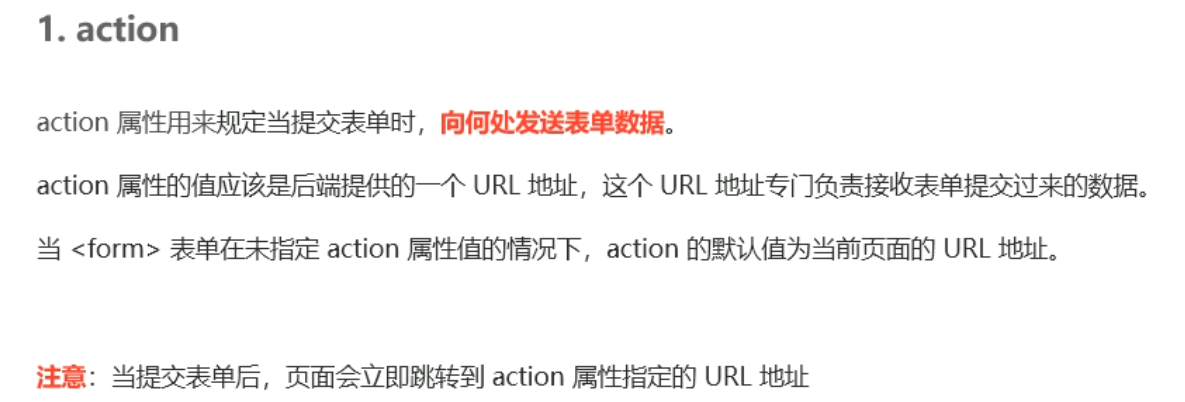 1. action
action 属性用来规定当提交表单时，向何处发送表单数据。
action 属性的值应该是后端提供的一个 URL 地址，这个 URL 地址专门负责接收表单提交过来的数据。
当 <form> 表单在未指定 action 属性值的情况下，action 的默认值为当前页面的 URL 地址。
注意：当提交表单后，页面会立即跳转到 action 属性指定的 URL 地址